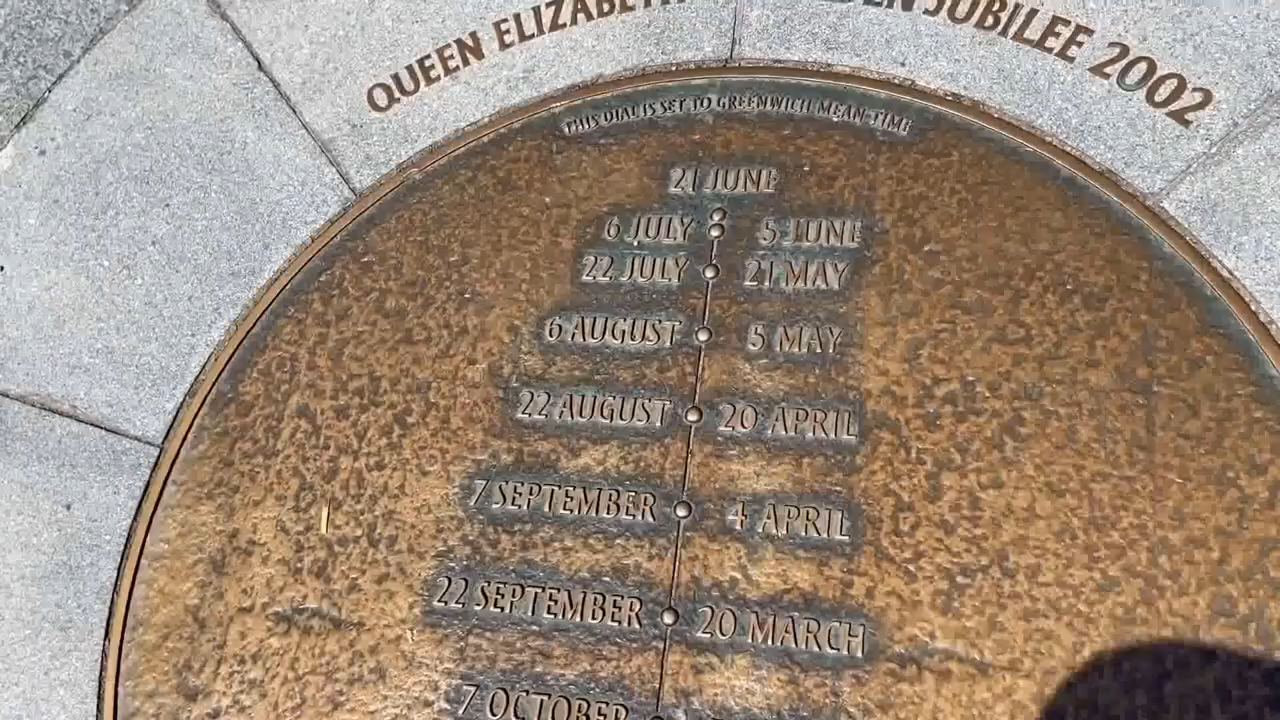 QUEEN ELIZABETH JUBILEE 2002
THIS DIAL IS SET TO GREENWICH MEAN TIME
21 JUNE
6 JULY 5 JUNE
22 JULY 21 MAY
6 AUGUST 5 MAY
22 AUGUST 20 APRIL
7 SEPTEMBER 4 APRIL
22 SEPTEMBER 20 MARCH
7 OCTOBER